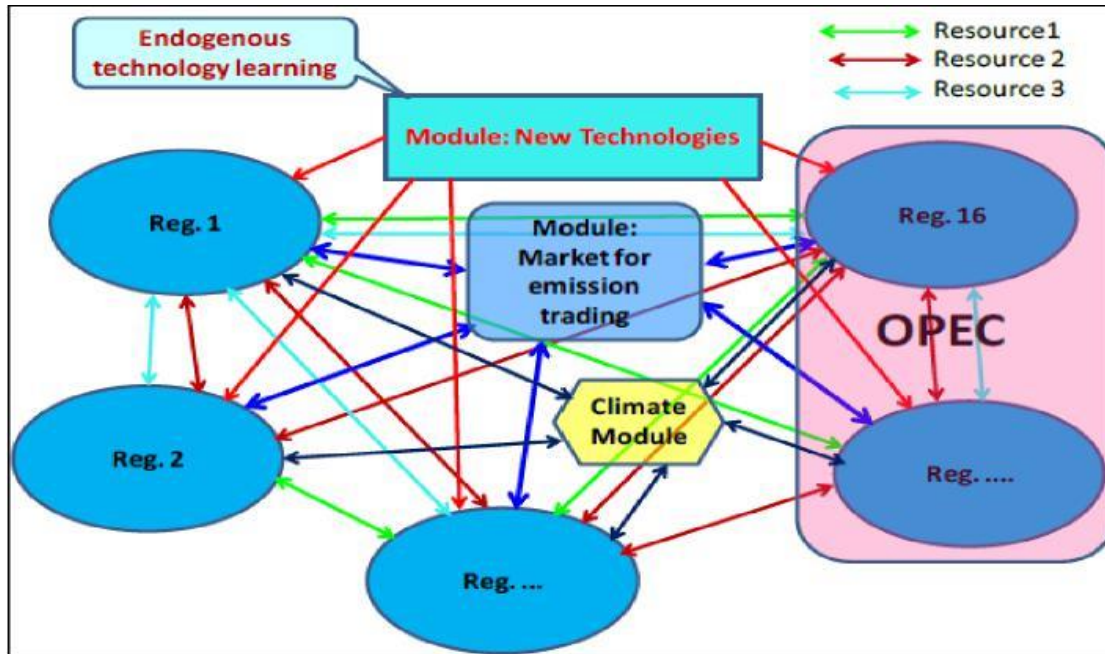 Endogenous
technology learning
Resource1
Resource 2
Resource 3
Module: New Technologies
Reg. 1
Reg. 16
Module:
Market for
emission
trading
OPEC
Climate
Module
Reg. 2
Reg. ....
Reg. ...